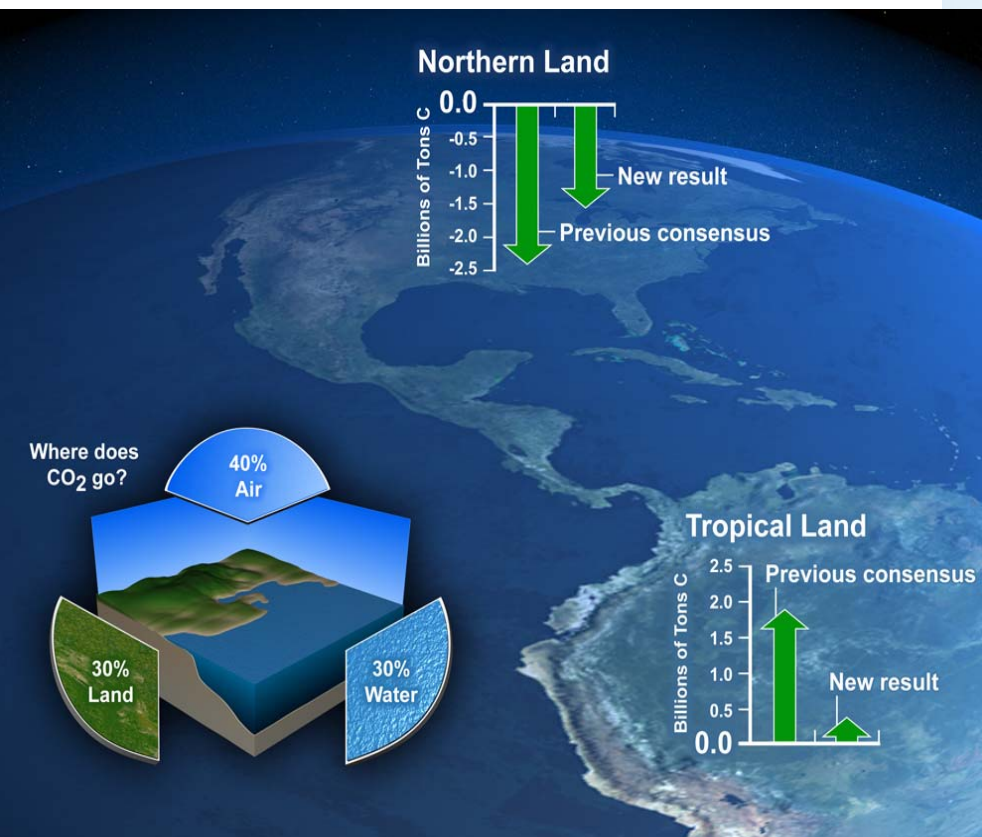 Northern Land
Billions of Tons C
0.0
-0.5
-1.0
-1.5
-2.0
-2.5
New result
Previous consensus
Where does
CO₂ go?
40%
Air
30%
Land
30%
Water
Tropical Land
Billions of Tons C
2.5
2.0
1.5
1.0
0.5
0.0
Previous consensus
New result